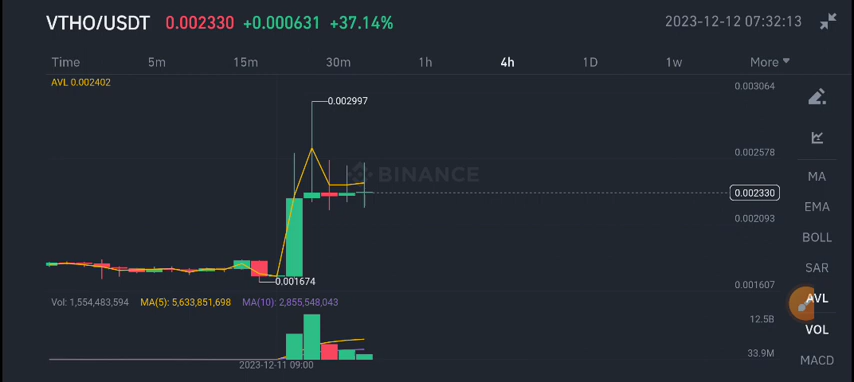 VTHO/USDT 0.002330 +0.000631 +37.14% 2023-12-12 07:32:13
Time 5m 15m 30m 1h 4h 1D 1w More
AVL 0.002402
0.003064
0.002997
0.002578
BINANCE
0.002330
0.002093
0.001674
0.001607
Vol: 1,554,483,594 MA(5): 5,633,851,698 MA(10): 2,855,548,043
12.5B
33.9M
2023-12-11 09:00
MA
EMA
BOLL
SAR
AVL
VOL
MACD